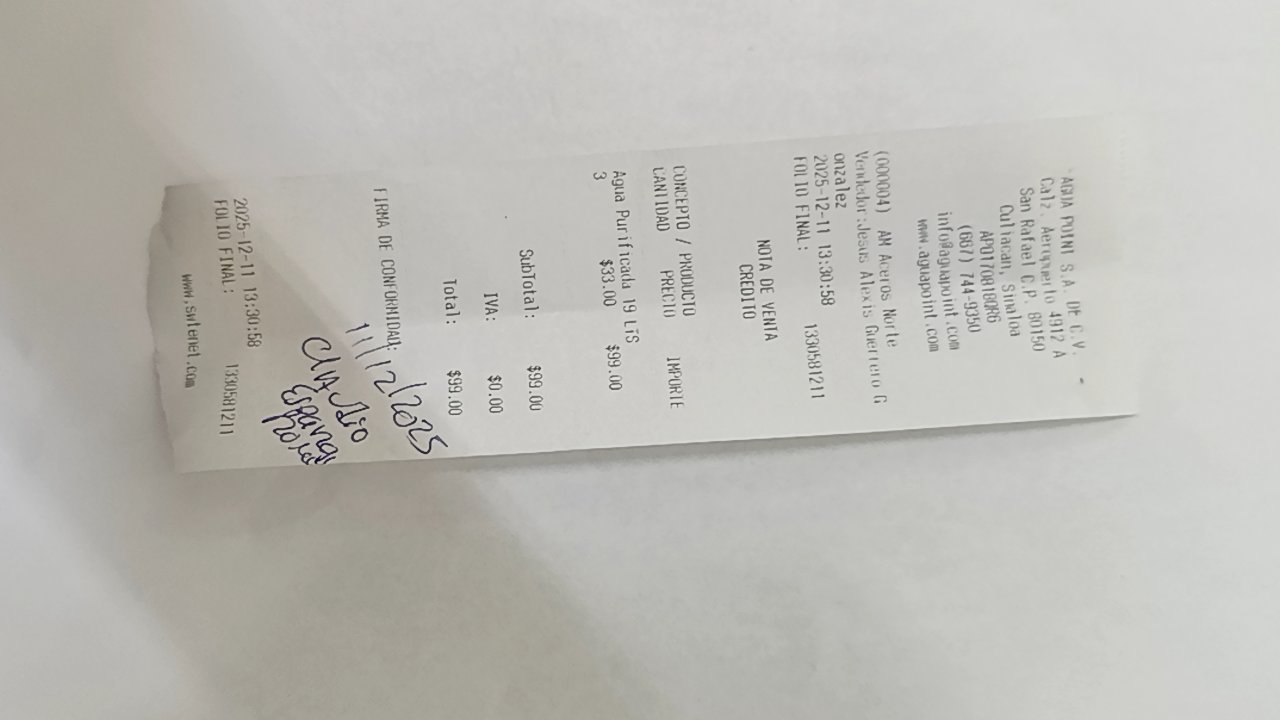 AGUA POINT S.A. DE C.V.
Calz. Aeropuerto 4912 A
San Rafael C.P. 80150
Culiacan, Sinaloa
APO170818QR6
(667) 744-9350
info@aguapoint.com
www.aguapoint.com
(000004) AM Aceros Norte
Vendedor:Jesus Alexis Guerrero G
onzalez
2025-12-11 13:30:58 1330581211
FOLIO FINAL:
NOTA DE VENTA
CREDITO
CONCEPTO / PRODUCTO
CANTIDAD PRECIO IMPORTE
Agua Purificada 19 LTS
3 $33.00 $99.00
SubTotal: $99.00
IVA: $0.00
Total: $99.00
FIRMA DE CONFORMIDAD:
11/12/2025
Claudio
2025-12-11 13:30:58
FOLIO FINAL: 1330581211
www.swtenet.com